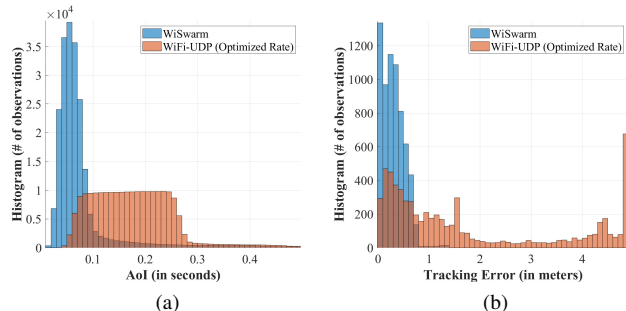 ×10⁴
WiSwarm
WiFi-UDP (Optimized Rate)
Histogram (# of observations)
3.5
3
2.5
2
1.5
1
0.5
0
0.1 0.2 0.3 0.4
AoI (in seconds)
(a)
WiSwarm
WiFi-UDP (Optimized Rate)
Histogram (# of observations)
1200
1000
800
600
400
200
0
0 1 2 3 4
Tracking Error (in meters)
(b)